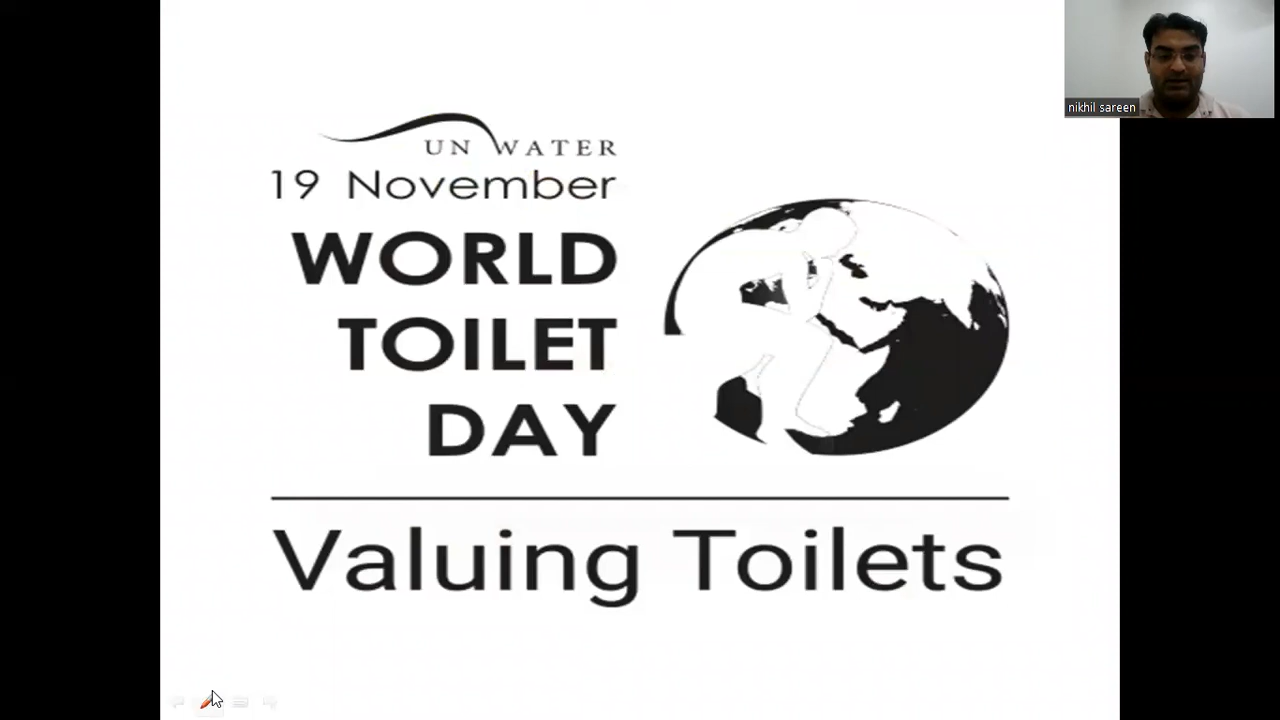 UN WATER
19 November
WORLD
TOILET
DAY
Valuing Toilets
nikhil sareen